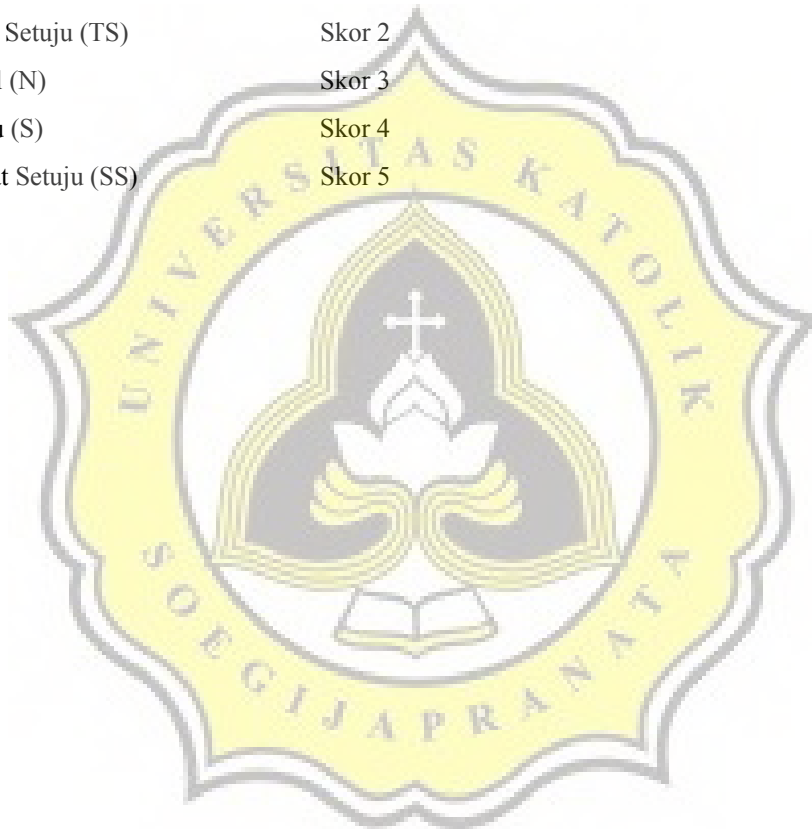 Setuju (TS) Skor 2
(N) Skor 3
(S) Skor 4
Setuju (SS) Skor 5
UNIVERSITAS KATOLIK
SOEGIJAPRANATA